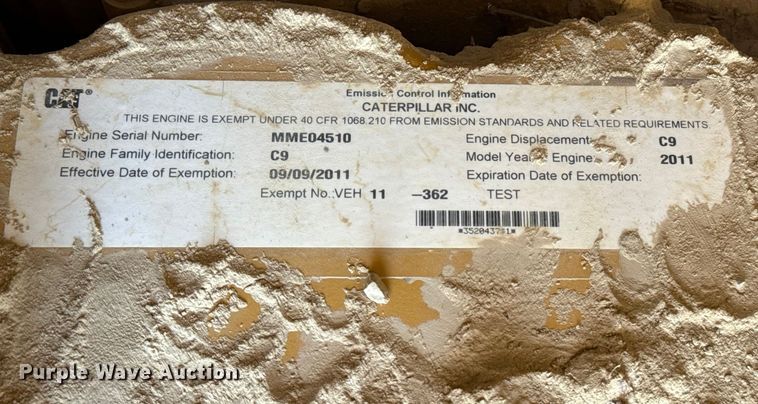 CAT®
Emission Control Information
CATERPILLAR INC.
THIS ENGINE IS EXEMPT UNDER 40 CFR 1068.210 FROM EMISSION STANDARDS AND RELATED REQUIREMENTS.
Engine Serial Number: MME04510 Engine Displacement: C9
Engine Family Identification: C9 Model Year Engine 2011
Effective Date of Exemption: 09/09/2011 Expiration Date of Exemption:
Exempt No.:VEH 11 –362 TEST
Purple Wave Auction